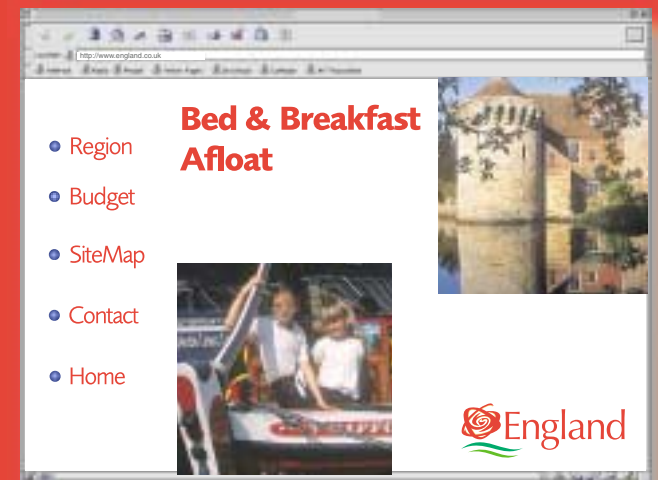 http://www.england.co.uk
Bed & Breakfast
Afloat
Region
Budget
SiteMap
Contact
Home
England